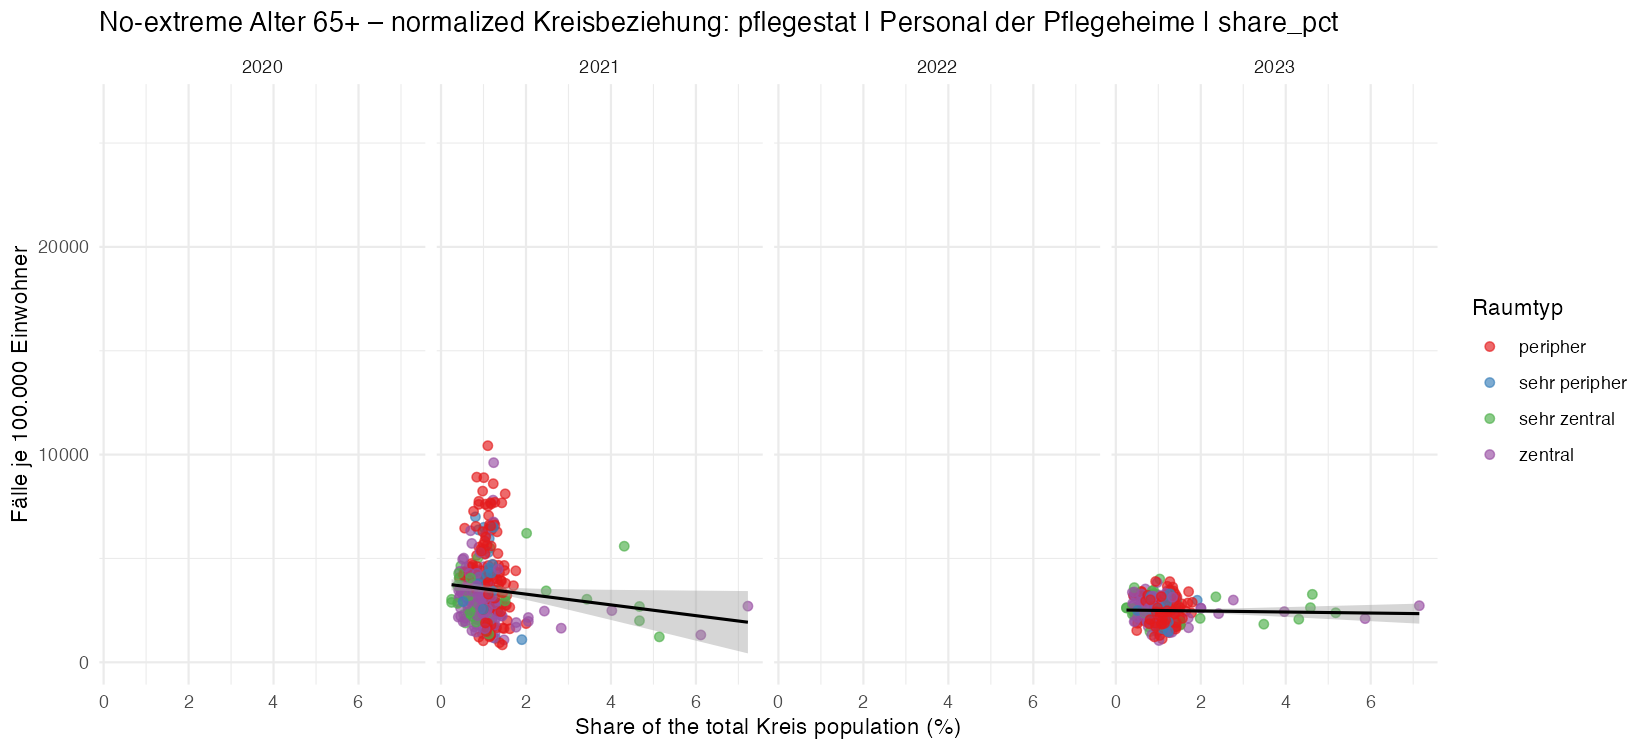 No-extreme Alter 65+ – normalized Kreisbeziehung: pflegestat | Personal der Pflegeheime | share_pct
2020 2021 2022 2023
Fälle je 100.000 Einwohner
20000
10000
0
0 2 4 6 0 2 4 6 0 2 4 6 0 2 4 6
Share of the total Kreis population (%)
Raumtyp
peripher
sehr peripher
sehr zentral
zentral